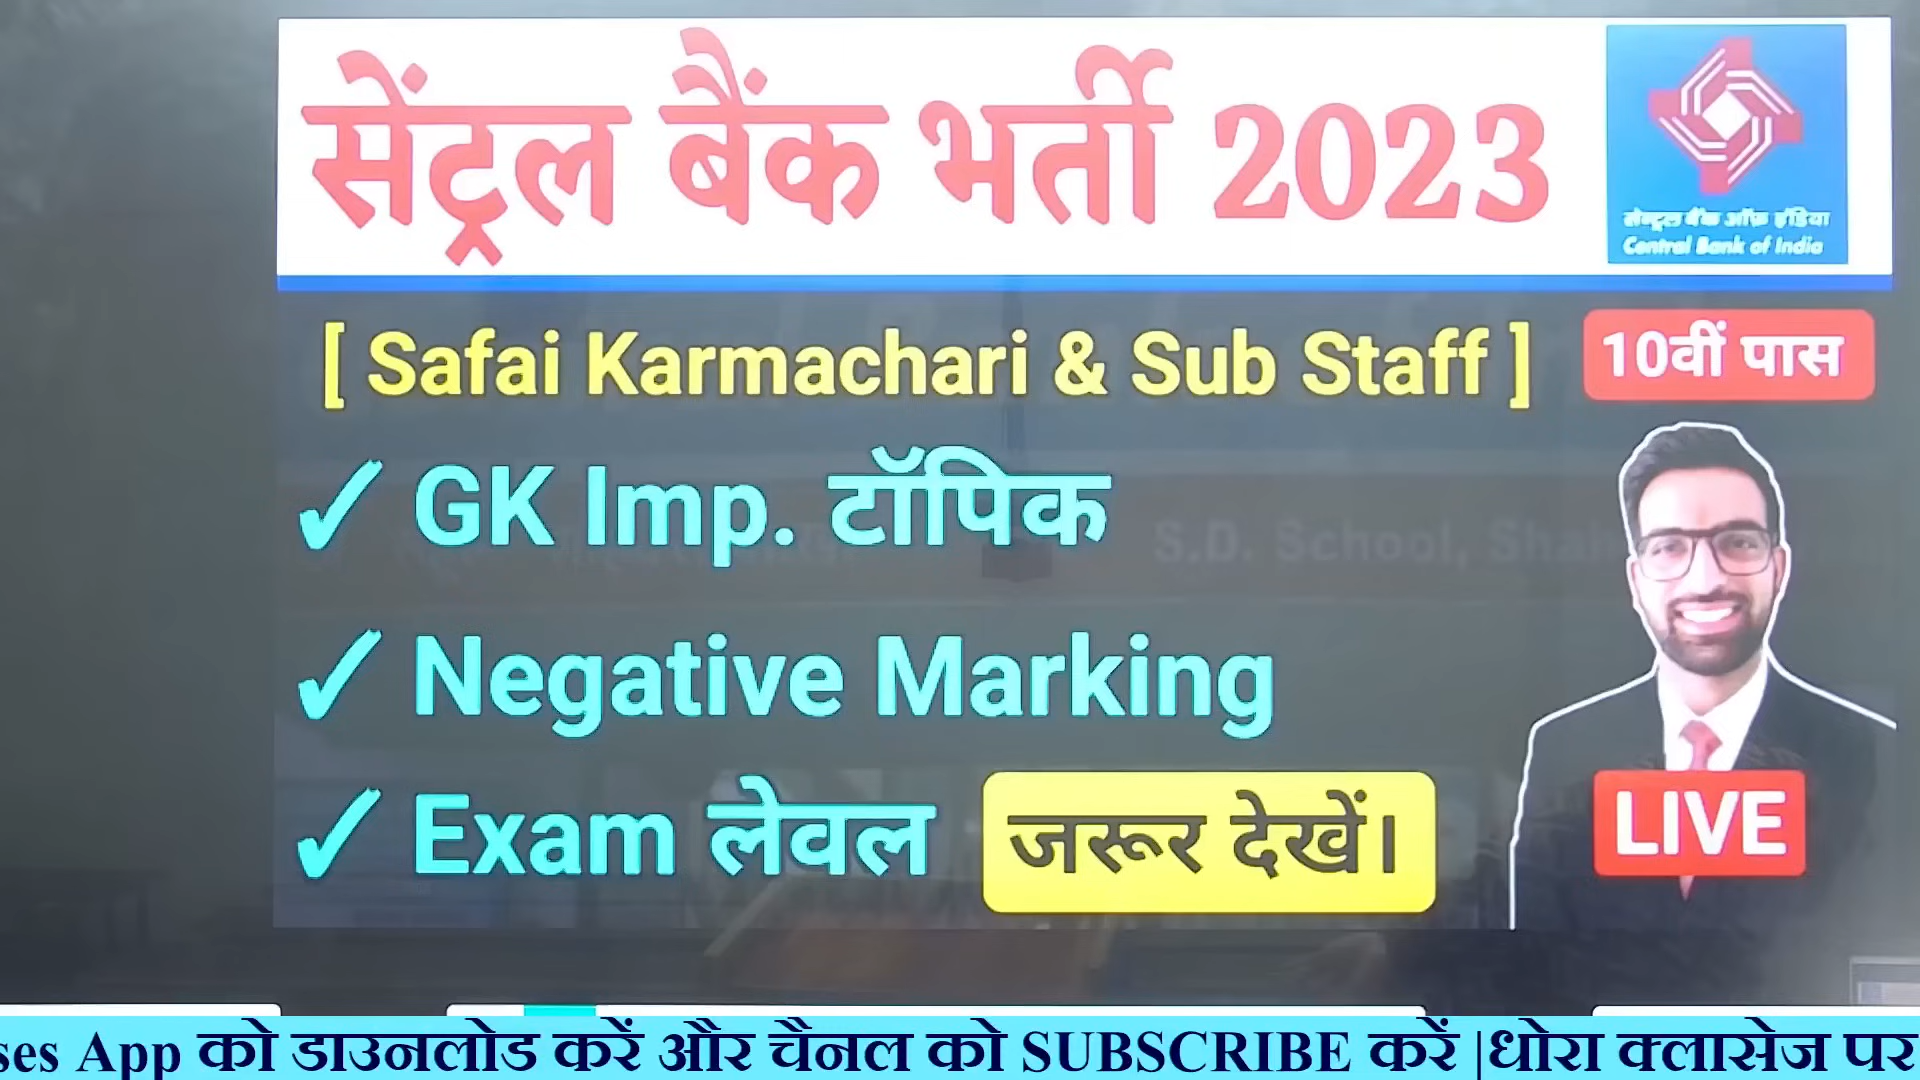 सेंट्रल बैंक भर्ती 2023
सेन्ट्रल बैंक ऑफ़ इंडिया
Central Bank of India
[ Safai Karmachari & Sub Staff ]
10वीं पास
✓ GK Imp. टॉपिक
S.D. School,
✓ Negative Marking
✓ Exam लेवल
जरूर देखें।
LIVE
App को डाउनलोड करें और चैनल को SUBSCRIBE करें |धोरा क्लासेज पर